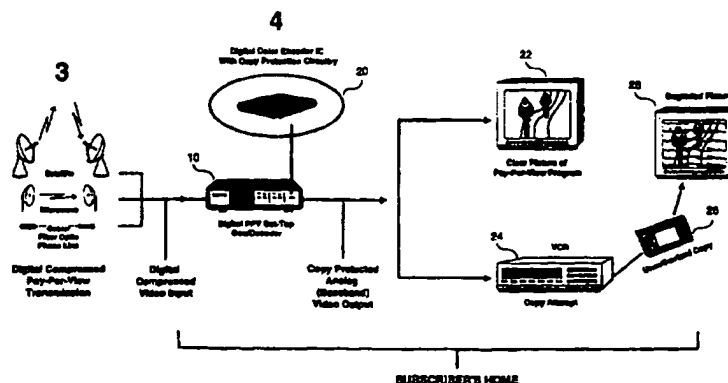 3
4
Digital Color Encoder IC
With Copy Protection Circuitry
20
22
Clear Picture of
Pay-Per-View Program
Degraded Picture
Satellite
Microwave
Fiber Optic
Phone Line
Digital Compressed
Pay-Per-View
Transmission
10
Digital PPV Set-Top
Digital
Compressed
Video Input
Copy Protected
Analog
(Baseband)
Video Output
24
VCR
Copy Attempt
26
Unauthorized Copy
SUBSCRIBER'S HOME